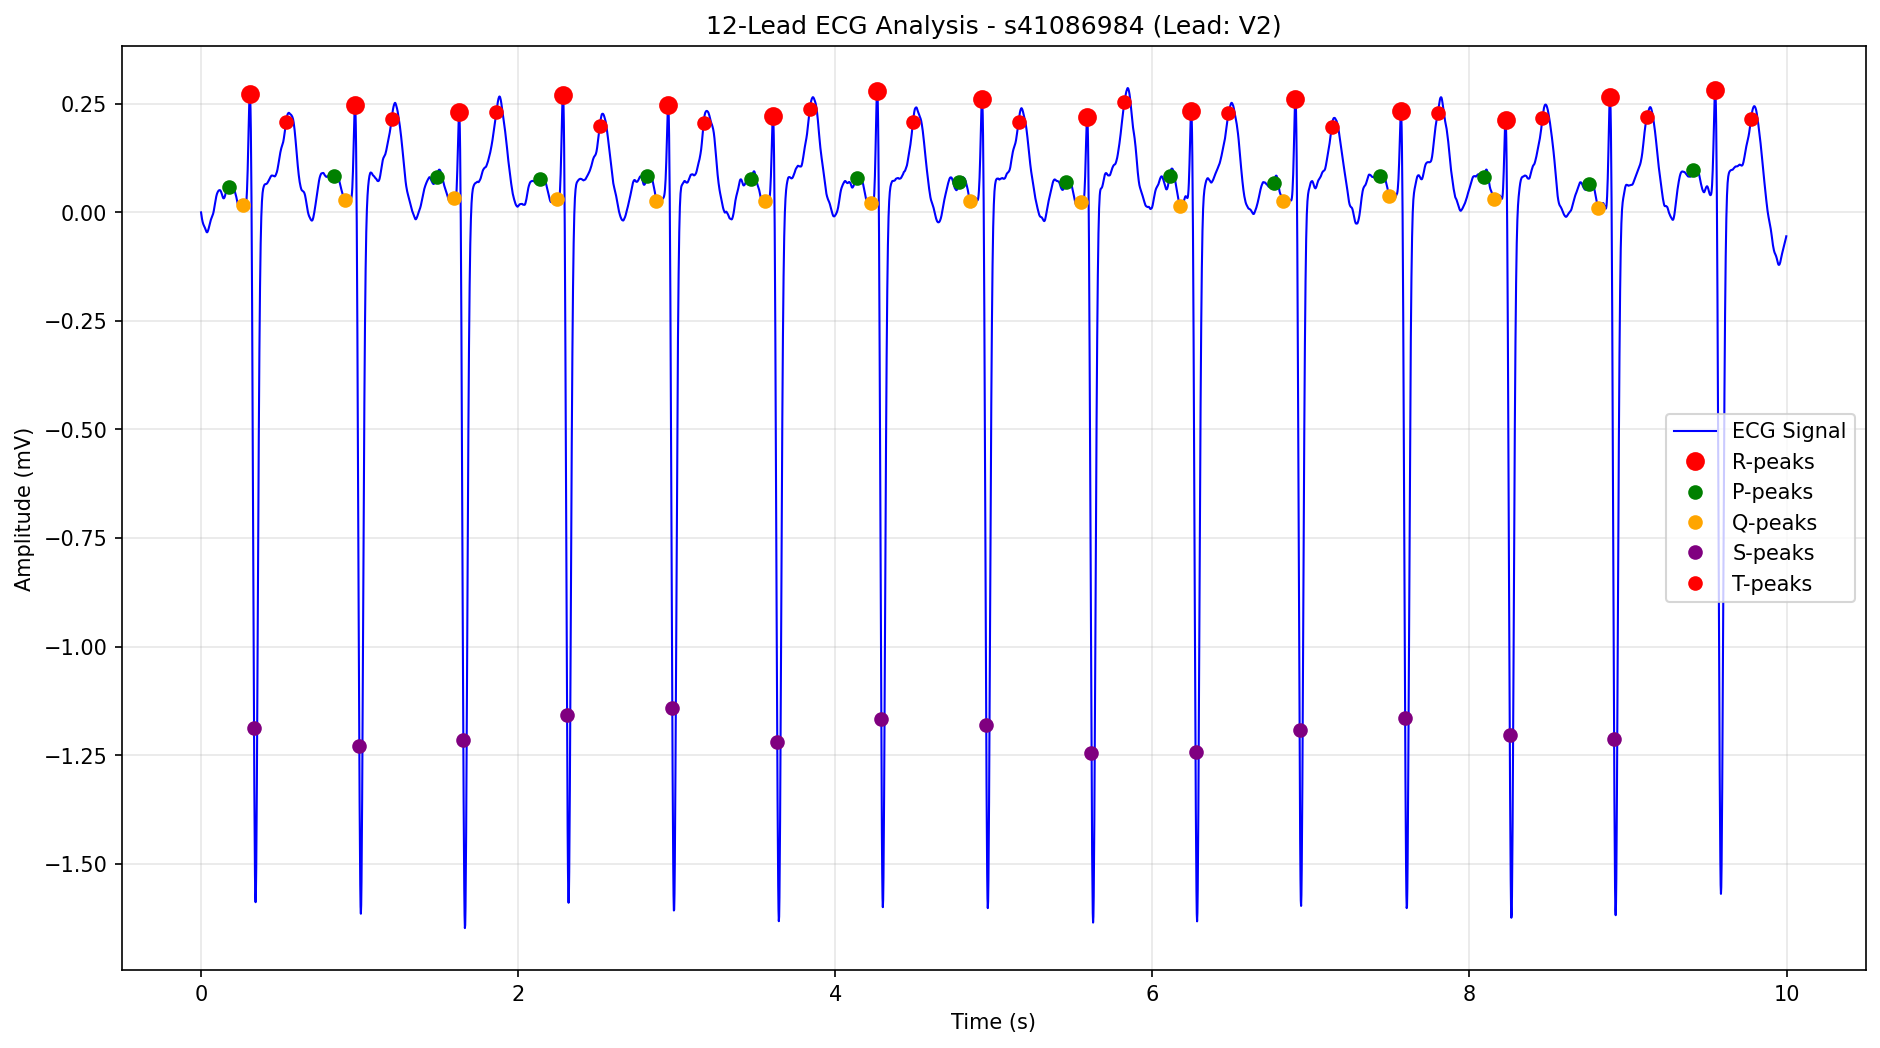 12-Lead ECG Analysis - s41086984 (Lead: V2)
0.25
0.00
−0.25
−0.50
−0.75
−1.00
−1.25
−1.50
Amplitude (mV)
ECG Signal
R-peaks
P-peaks
Q-peaks
S-peaks
T-peaks
0 2 4 6 8 10
Time (s)